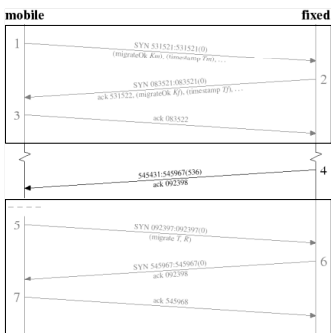 mobile fixed
1
SYN 531521:531521(0)
(migrateOk Km), (timestamp Tm), . . .
SYN 083521:083521(0)
2
ack 531522, (migrateOk Kf), (timestamp Tf), . . .
3
ack 083522
4
545431:545967(536)
ack 092398
5
SYN 092397:092397(0)
(migrate T, R)
SYN 545967:545967(0)
6
ack 092398
7
ack 545968